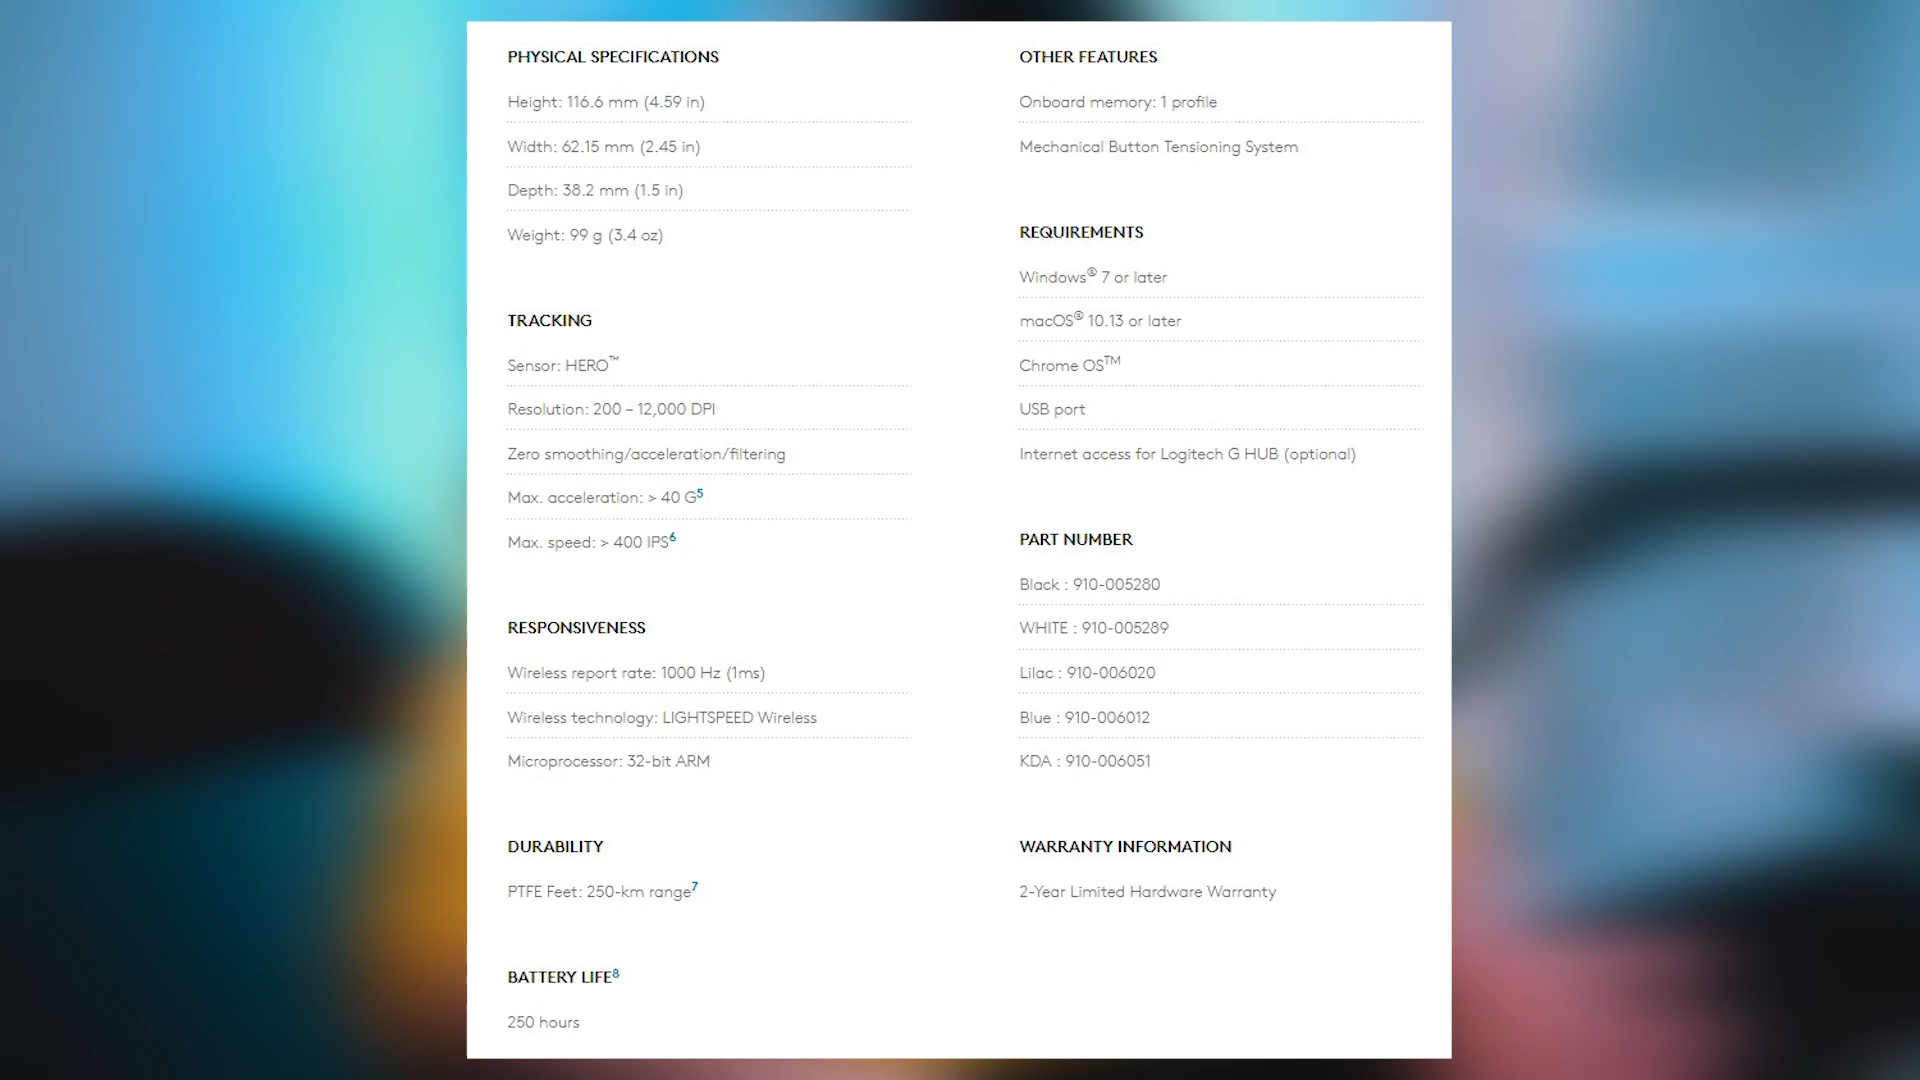 PHYSICAL SPECIFICATIONS
Height: 116.6 mm (4.59 in)
Width: 62.15 mm (2.45 in)
Depth: 38.2 mm (1.5 in)
Weight: 99 g (3.4 oz)
TRACKING
Sensor: HERO™
Resolution: 200 – 12,000 DPI
Zero smoothing/acceleration/filtering
Max. acceleration: > 40 G⁵
Max. speed: > 400 IPS⁶
RESPONSIVENESS
Wireless report rate: 1000 Hz (1ms)
Wireless technology: LIGHTSPEED Wireless
Microprocessor: 32-bit ARM
DURABILITY
PTFE Feet: 250-km range⁷
BATTERY LIFE⁸
250 hours
OTHER FEATURES
Onboard memory: 1 profile
Mechanical Button Tensioning System
REQUIREMENTS
Windows® 7 or later
macOS® 10.13 or later
Chrome OS™
USB port
Internet access for Logitech G HUB (optional)
PART NUMBER
Black : 910-005280
WHITE : 910-005289
Lilac : 910-006020
Blue : 910-006012
KDA : 910-006051
WARRANTY INFORMATION
2-Year Limited Hardware Warranty